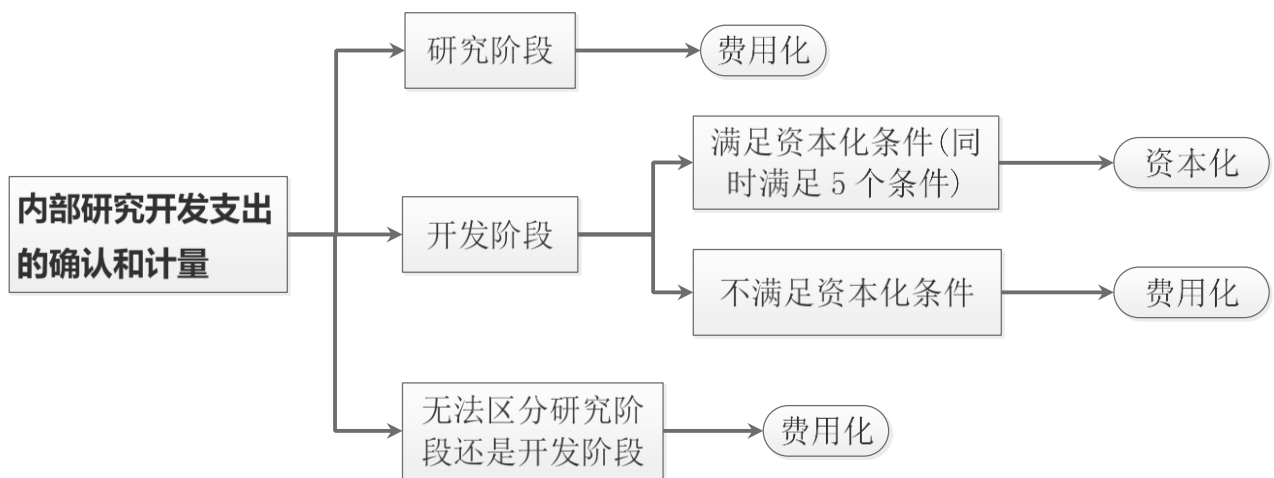 内部研究开发支出
的确认和计量
研究阶段
费用化
开发阶段
满足资本化条件(同
时满足5个条件)
资本化
不满足资本化条件
费用化
无法区分研究阶
段还是开发阶段
费用化